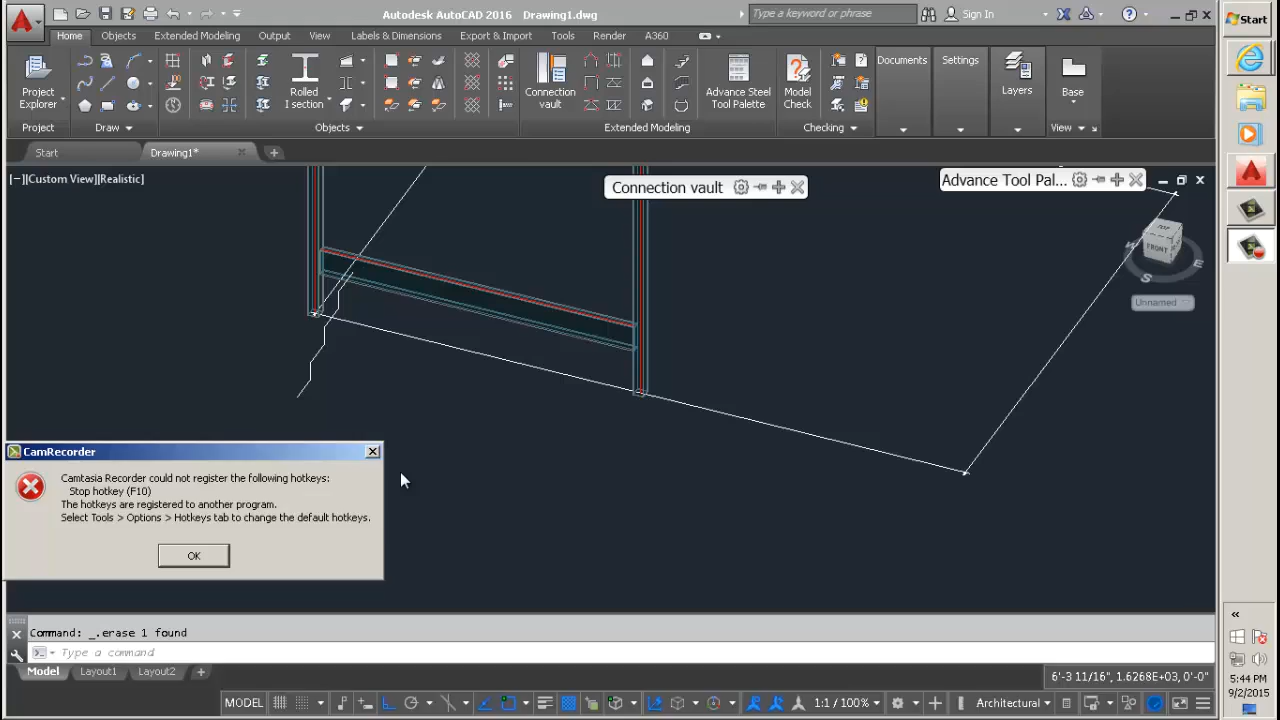 Autodesk AutoCAD 2016 Drawing1.dwg
Type a keyword or phrase
Sign In
Start
Home
Objects
Extended Modeling
Output
View
Labels & Dimensions
Export & Import
Tools
Render
A360
Project
Explorer
Rolled
I section
Connection
vault
Advance Steel
Tool Palette
Model
Check
Documents
Settings
Layers
Base
Project
Draw
Objects
Extended Modeling
Checking
View
Start
Drawing1*
[−][Custom View][Realistic]
Connection vault
Advance Tool Pal...
TOP
FRONT
S
E
Unnamed
CamRecorder
Camtasia Recorder could not register the following hotkeys:
Stop hotkey (F10)
The hotkeys are registered to another program.
Select Tools > Options > Hotkeys tab to change the default hotkeys.
OK
Command: _.erase 1 found
Type a command
Model
Layout1
Layout2
6'-3 11/16", 1.6268E+03, 0'-0"
MODEL
1:1 / 100%
Architectural
5:44 PM
9/2/2015